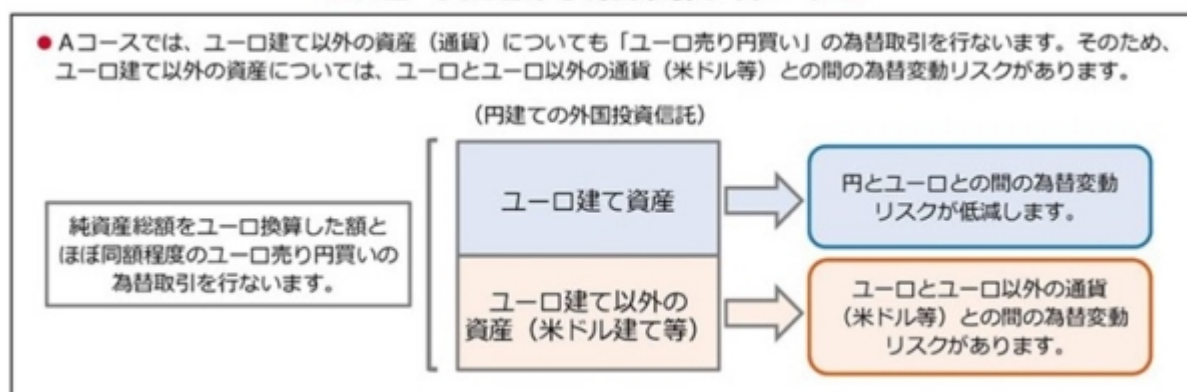 ● Aコースでは、ユーロ建て以外の資産（通貨）についても「ユーロ売り円買い」の為替取引を行ないます。そのため、
ユーロ建て以外の資産については、ユーロとユーロ以外の通貨（米ドル等）との間の為替変動リスクがあります。
（円建ての外国投資信託）
純資産総額をユーロ換算した額と
ほぼ同額程度のユーロ売り円買いの
為替取引を行ないます。
ユーロ建て資産
円とユーロとの間の為替変動
リスクが低減します。
ユーロ建て以外の
資産（米ドル建て等）
ユーロとユーロ以外の通貨
（米ドル等）との間の為替変動
リスクがあります。